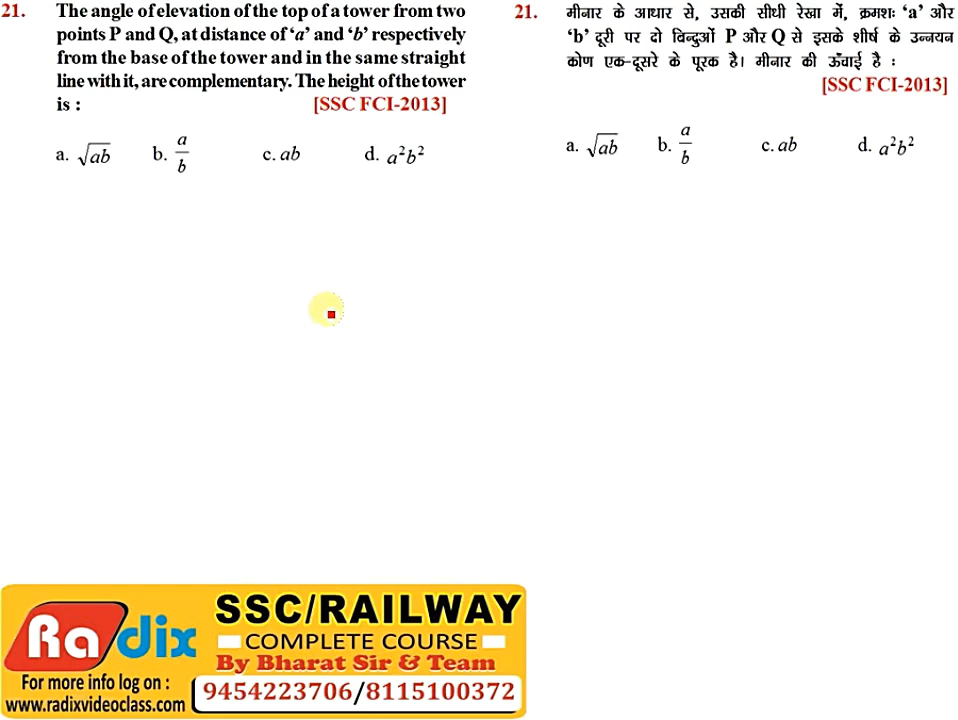 21. The angle of elevation of the top of a tower from two
points P and Q, at distance of ‘a’ and ‘b’ respectively
from the base of the tower and in the same straight
line with it, are complementary. The height of the tower
is : [SSC FCI-2013]
a. √ab b. a/b c. ab d. a²b²
21. मीनार के आधार से, उसकी सीधी रेखा में, क्रमशः ‘a’ और
‘b’ दूरी पर दो बिन्दुओं P और Q से इसके शीर्ष के उन्नयन
कोण एक-दूसरे के पूरक है। मीनार की ऊँचाई है :
[SSC FCI-2013]
a. √ab b. a/b c. ab d. a²b²
Radix
For more info log on :
www.radixvideoclass.com
SSC/RAILWAY
COMPLETE COURSE
By Bharat Sir & Team
9454223706/8115100372